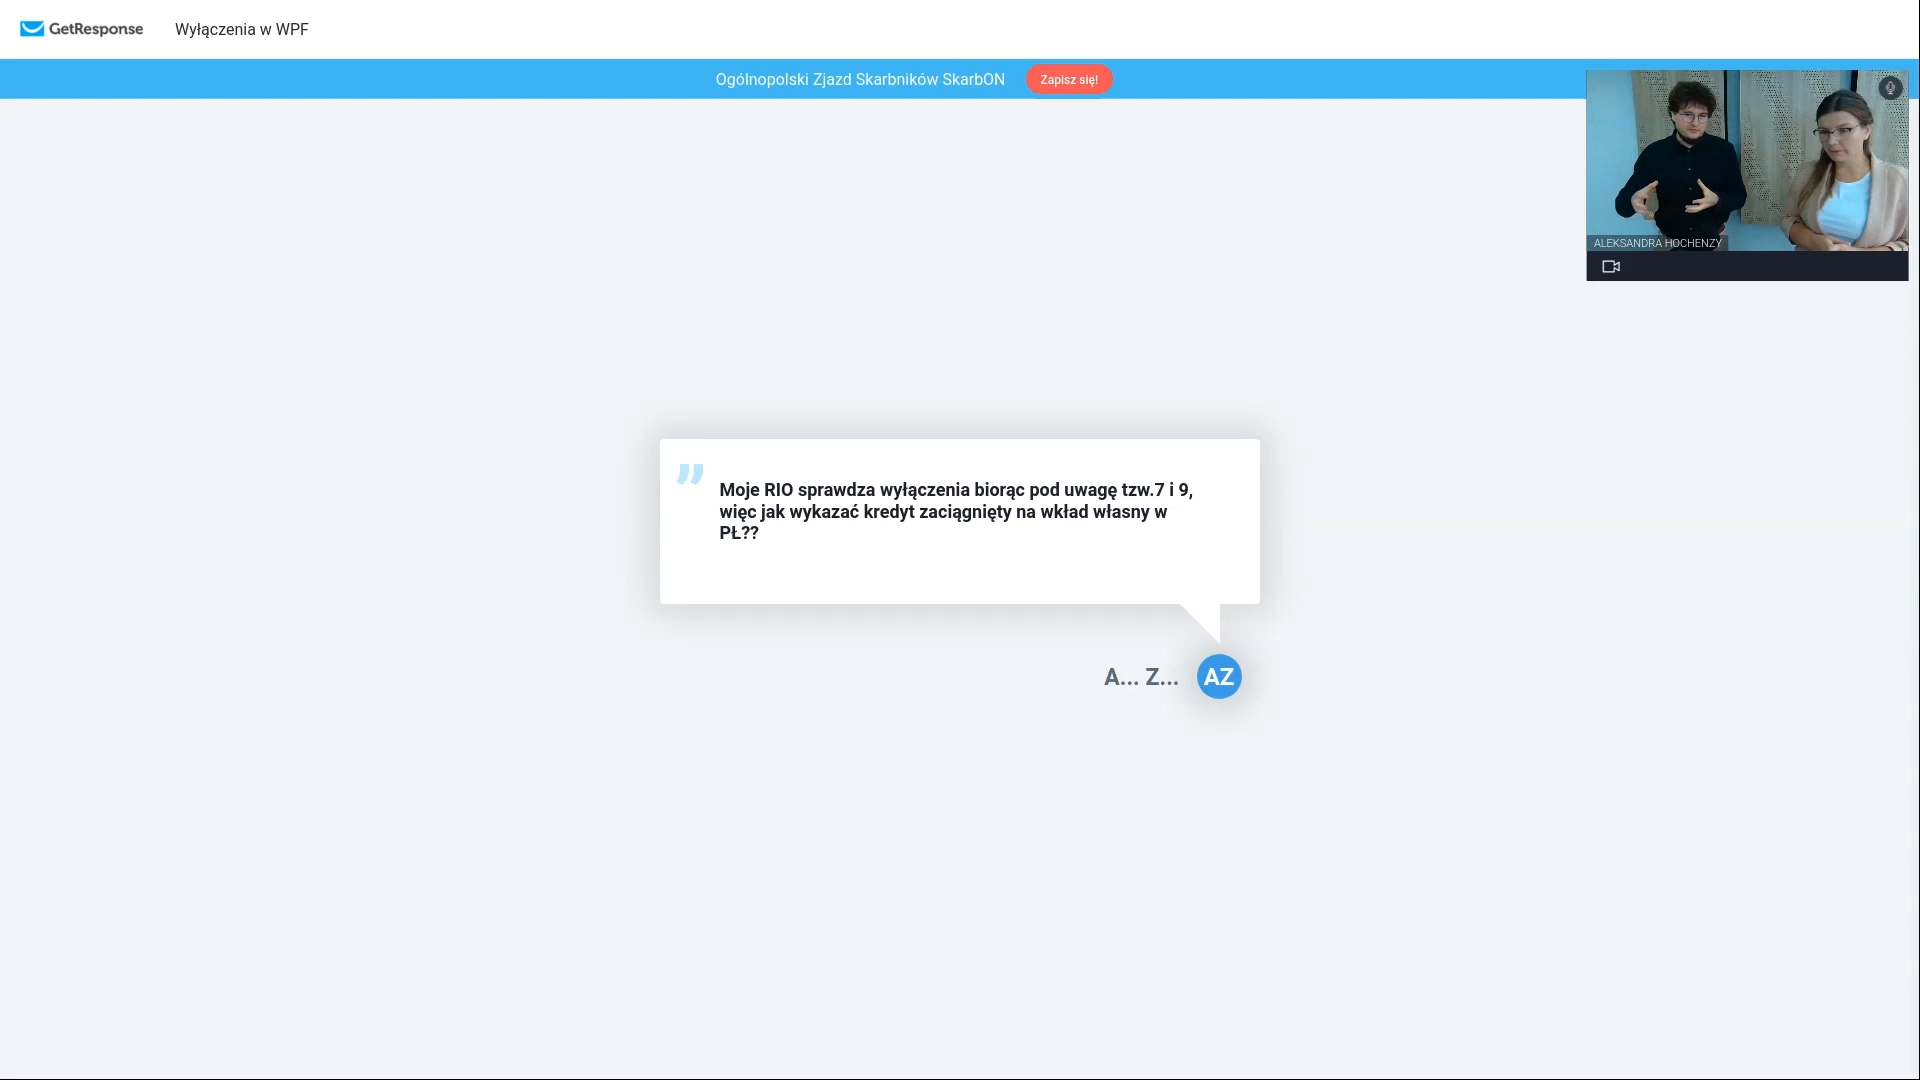 GetResponse
Wyłączenia w WPF
Ogólnopolski Zjazd Skarbników SkarbON
Zapisz się!
ALEKSANDRA HOCHENZY
Moje RIO sprawdza wyłączenia biorąc pod uwagę tzw.7 i 9,
więc jak wykazać kredyt zaciągnięty na wkład własny w
PŁ??
A... Z...
AZ